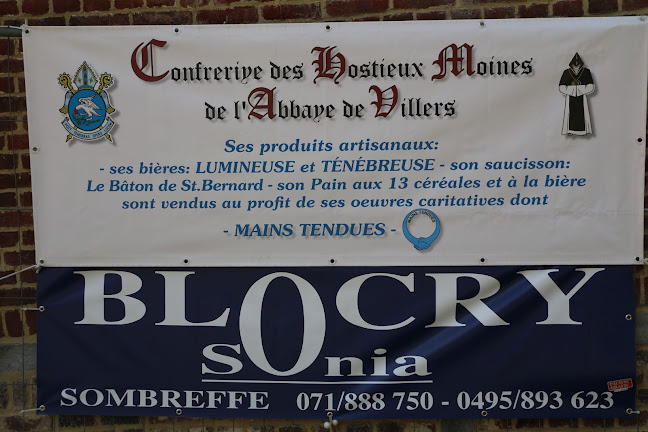 Confreriye des Hostieux Moines
de l'Abbaye de Villers
Ses produits artisanaux:
- ses bières: LUMINEUSE et TÉNÉBREUSE - son saucisson:
Le Bâton de St.Bernard - son Pain aux 13 céréales et à la bière
sont vendus au profit de ses oeuvres caritatives dont
- MAINS TENDUES -
MAINS TENDUES
BLOCRY
sOnia
SOMBREFFE 071/888 750 - 0495/893 623